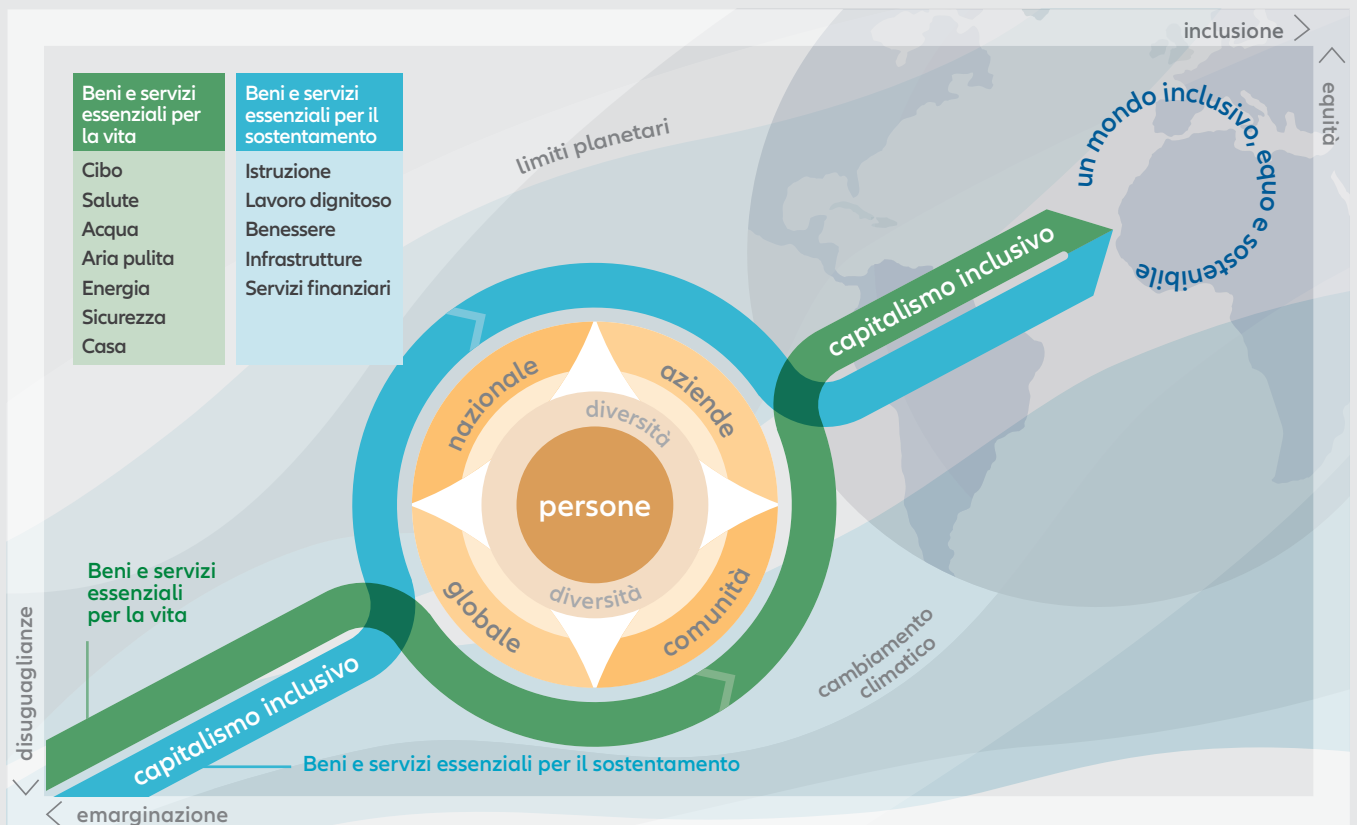 inclusione
equità
Beni e servizi
essenziali per
la vita
Cibo
Salute
Acqua
Aria pulita
Energia
Sicurezza
Casa
Beni e servizi
essenziali per il
sostentamento
Istruzione
Lavoro dignitoso
Benessere
Infrastrutture
Servizi finanziari
limiti planetari
un mondo inclusivo, equo e sostenibile
capitalismo inclusivo
nazionale
aziende
diversità
persone
diversità
globale
comunità
Beni e servizi
essenziali
per la vita
cambiamento
climatico
disuguaglianze
capitalismo inclusivo
Beni e servizi essenziali per il sostentamento
emarginazione